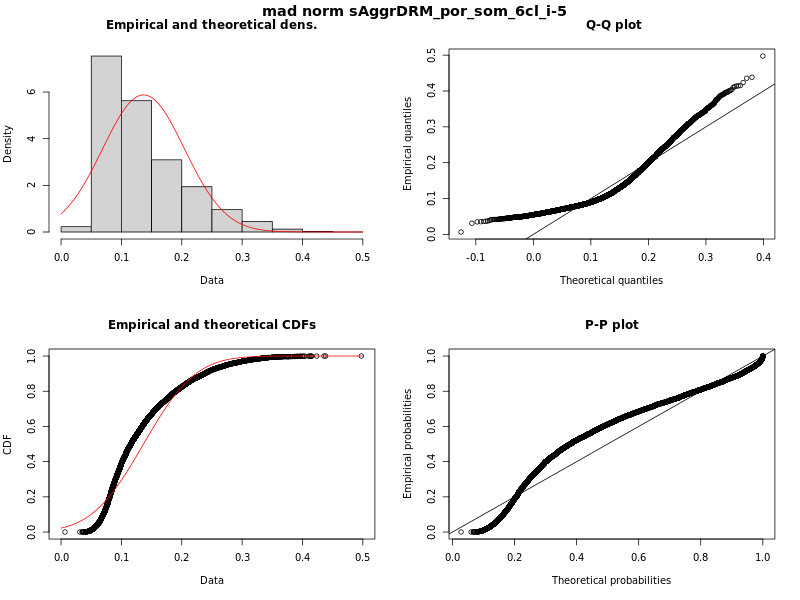 mad norm sAggrDRM_por_som_6cl_i-5
Empirical and theoretical dens.
Density
0 2 4 6
0.0 0.1 0.2 0.3 0.4 0.5
Data
Q-Q plot
Empirical quantiles
0.0 0.1 0.2 0.3 0.4 0.5
-0.1 0.0 0.1 0.2 0.3 0.4
Theoretical quantiles
Empirical and theoretical CDFs
CDF
0.0 0.2 0.4 0.6 0.8 1.0
0.0 0.1 0.2 0.3 0.4 0.5
Data
P-P plot
Empirical probabilities
0.0 0.2 0.4 0.6 0.8 1.0
0.0 0.2 0.4 0.6 0.8 1.0
Theoretical probabilities